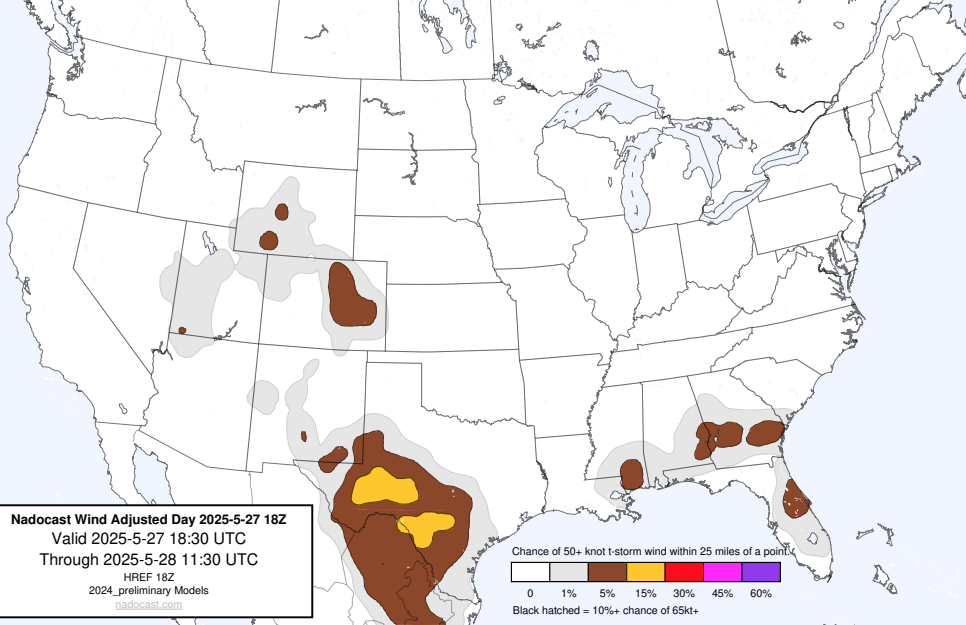 Nadocast Wind Adjusted Day 2025-5-27 18Z
Valid 2025-5-27 18:30 UTC
Through 2025-5-28 11:30 UTC
HREF 18Z
2024_preliminary Models
nadocast.com
Chance of 50+ knot t-storm wind within 25 miles of a point.
0 1% 5% 15% 30% 45% 60%
Black hatched = 10%+ chance of 65kt+